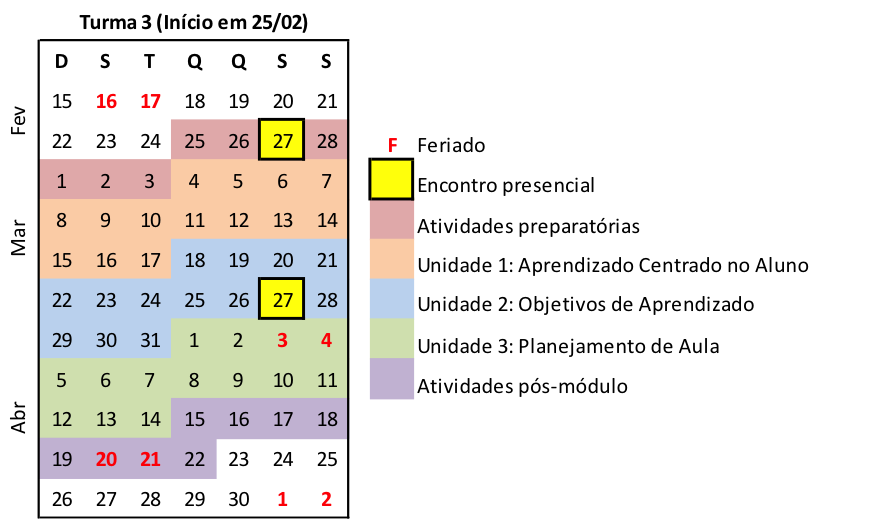 Turma 3 (Início em 25/02)
D S T Q Q S S
Fev
15 16 17 18 19 20 21
22 23 24 25 26 27 28
1 2 3 4 5 6 7
Mar
8 9 10 11 12 13 14
15 16 17 18 19 20 21
22 23 24 25 26 27 28
29 30 31 1 2 3 4
5 6 7 8 9 10 11
Abr
12 13 14 15 16 17 18
19 20 21 22 23 24 25
26 27 28 29 30 1 2
F Feriado
Encontro presencial
Atividades preparatórias
Unidade 1: Aprendizado Centrado no Aluno
Unidade 2: Objetivos de Aprendizado
Unidade 3: Planejamento de Aula
Atividades pós-módulo